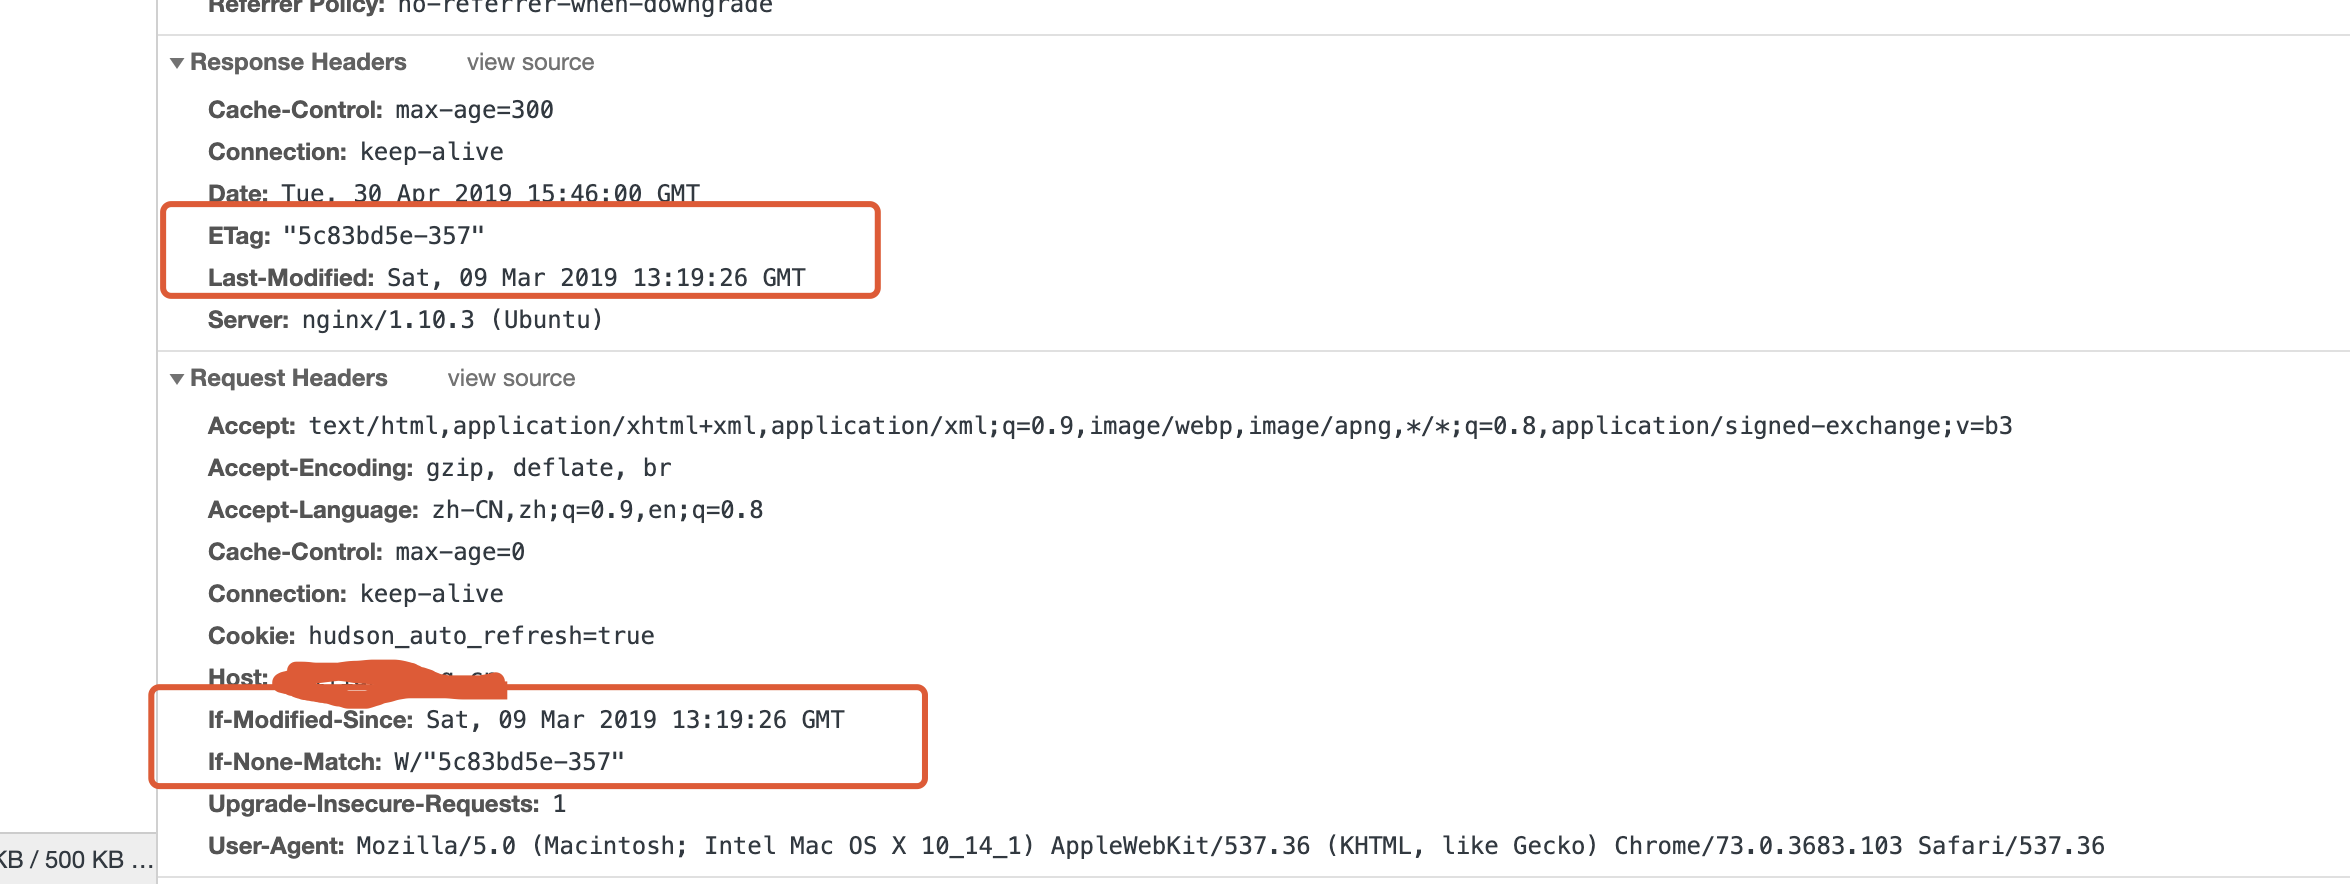 Referrer Policy: no-referrer-when-downgrade
Response Headers view source
Cache-Control: max-age=300
Connection: keep-alive
Date: Tue, 30 Apr 2019 15:46:00 GMT
ETag: "5c83bd5e-357"
Last-Modified: Sat, 09 Mar 2019 13:19:26 GMT
Server: nginx/1.10.3 (Ubuntu)
Request Headers view source
Accept: text/html,application/xhtml+xml,application/xml;q=0.9,image/webp,image/apng,*/*;q=0.8,application/signed-exchange;v=b3
Accept-Encoding: gzip, deflate, br
Accept-Language: zh-CN,zh;q=0.9,en;q=0.8
Cache-Control: max-age=0
Connection: keep-alive
Cookie: hudson_auto_refresh=true
Host:
If-Modified-Since: Sat, 09 Mar 2019 13:19:26 GMT
If-None-Match: W/"5c83bd5e-357"
Upgrade-Insecure-Requests: 1
User-Agent: Mozilla/5.0 (Macintosh; Intel Mac OS X 10_14_1) AppleWebKit/537.36 (KHTML, like Gecko) Chrome/73.0.3683.103 Safari/537.36
KB / 500 KB ...